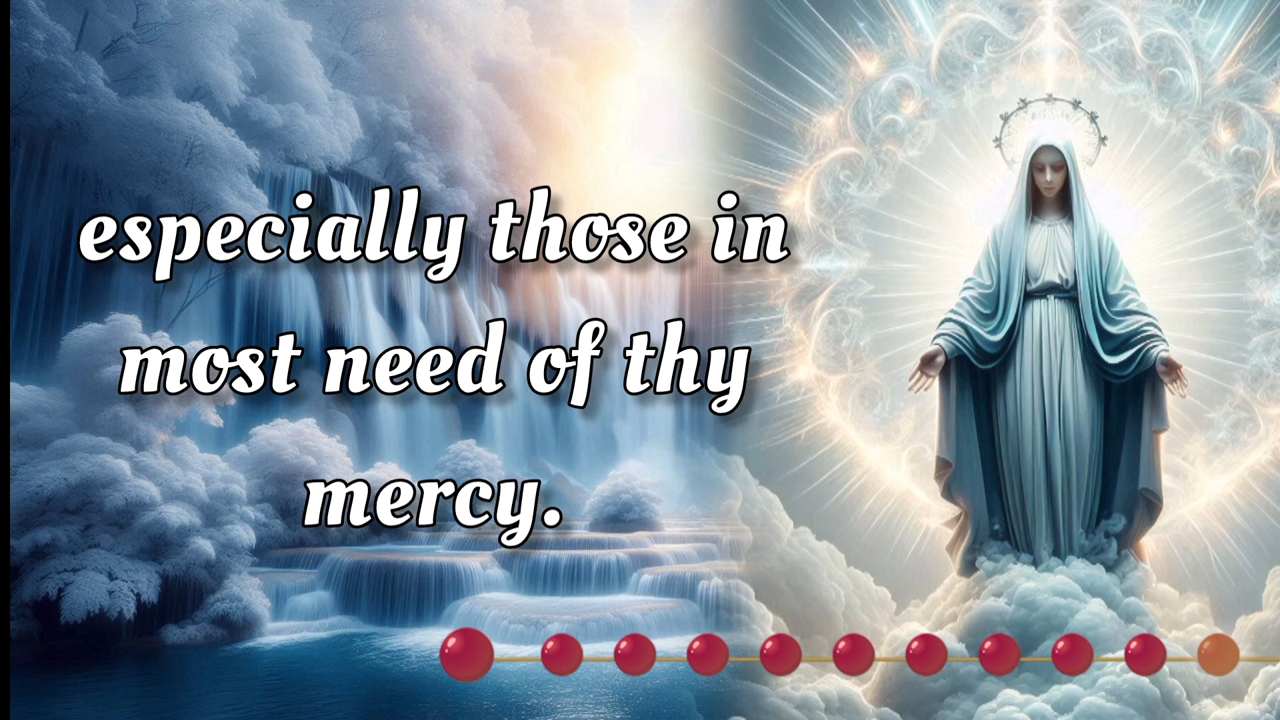 especially those in
most need of thy
mercy.